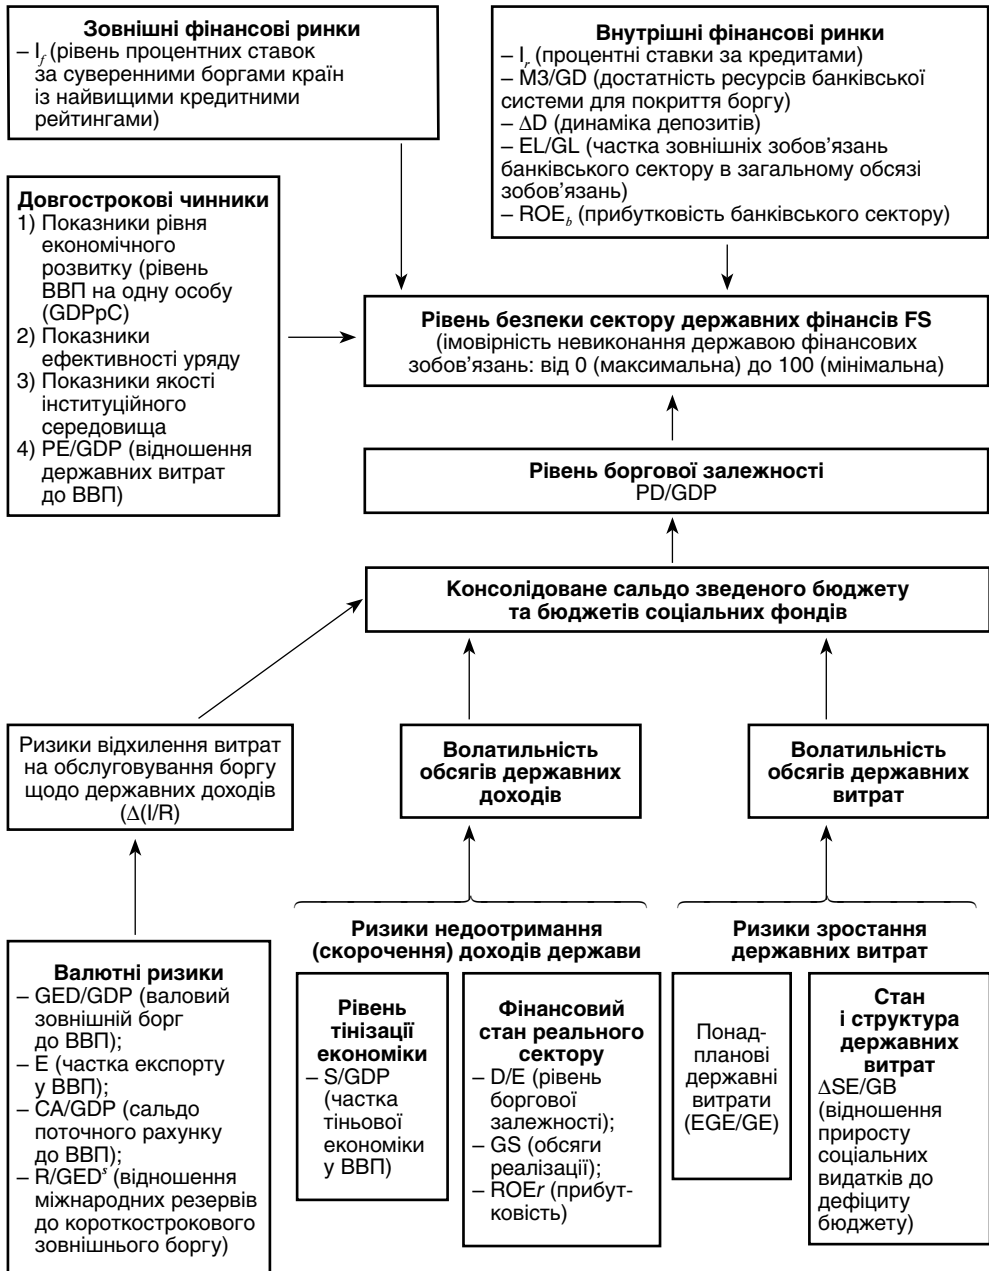 Зовнішні фінансові ринки
– I_f (рівень процентних ставок
за суверенними боргами країн
із найвищими кредитними
рейтингами)
Внутрішні фінансові ринки
– I_r (процентні ставки за кредитами)
– M3/GD (достатність ресурсів банківської
системи для покриття боргу)
– ΔD (динаміка депозитів)
– EL/GL (частка зовнішніх зобов'язань
банківського сектору в загальному обсязі
зобов'язань)
– ROE_b (прибутковість банківського сектору)
Довгострокові чинники
1) Показники рівня
економічного
розвитку (рівень
ВВП на одну особу
(GDPpC)
2) Показники
ефективності уряду
3) Показники якості
інституційного
середовища
4) PE/GDP (відношення
державних витрат
до ВВП)
Рівень безпеки сектору державних фінансів FS
(імовірність невиконання державою фінансових
зобов'язань: від 0 (максимальна) до 100 (мінімальна)
Рівень боргової залежності
PD/GDP
Консолідоване сальдо зведеного бюджету
та бюджетів соціальних фондів
Ризики відхилення витрат
на обслуговування боргу
щодо державних доходів
(Δ(I/R)
Волатильність
обсягів державних
доходів
Волатильність
обсягів державних
витрат
Валютні ризики
– GED/GDP (валовий
зовнішній борг
до ВВП);
– E (частка експорту
у ВВП);
– CA/GDP (сальдо
поточного рахунку
до ВВП);
– R/GED^s (відношення
міжнародних резервів
до короткострокового
зовнішнього боргу)
Ризики недоотримання
(скорочення) доходів держави
Рівень
тінізації
економіки
– S/GDP
(частка
тіньової
економіки
у ВВП)
Фінансовий
стан реального
сектору
– D/E (рівень
боргової
залежності);
– GS (обсяги
реалізації);
– ROEr (прибут-
ковість)
Ризики зростання
державних витрат
Понад-
планові
державні
витрати
(EGE/GE)
Стан
і структура
державних
витрат
ΔSE/GB
(відношення
приросту
соціальних
видатків до
дефіциту
бюджету)